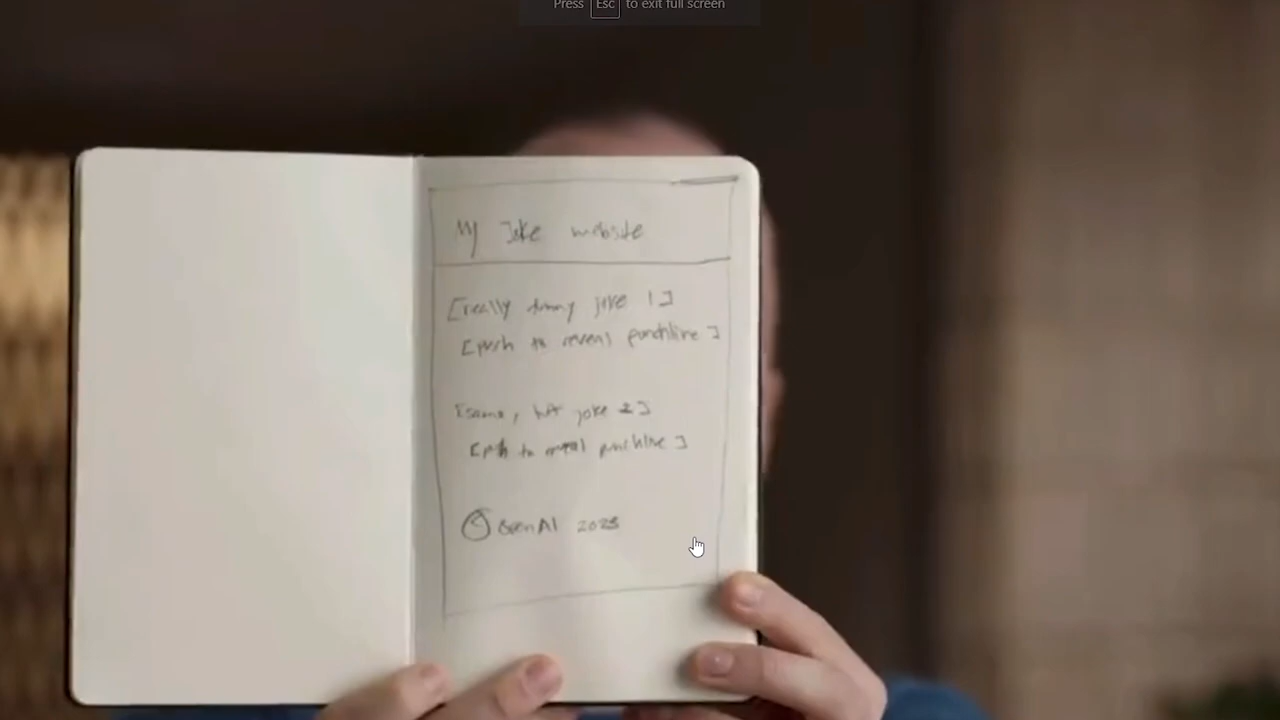 Press Esc to exit full screen
My Joke website
[really funny joke 1]
[push to reveal punchline]
[same, but joke 2]
[push to reveal punchline]
© OpenAI 2023